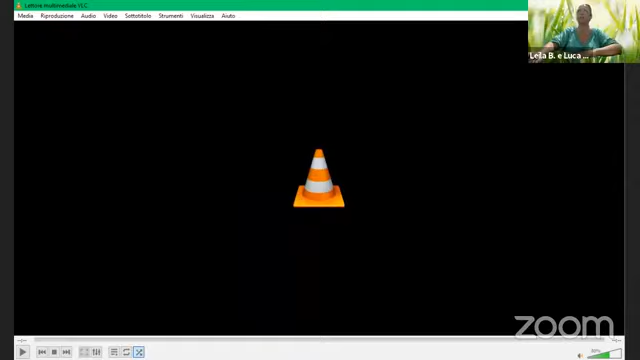 Lettore multimediale VLC
Media Riproduzione Audio Video Sottotitolo Strumenti Visualizza Aiuto
Leila B. e Luca ...
zoom